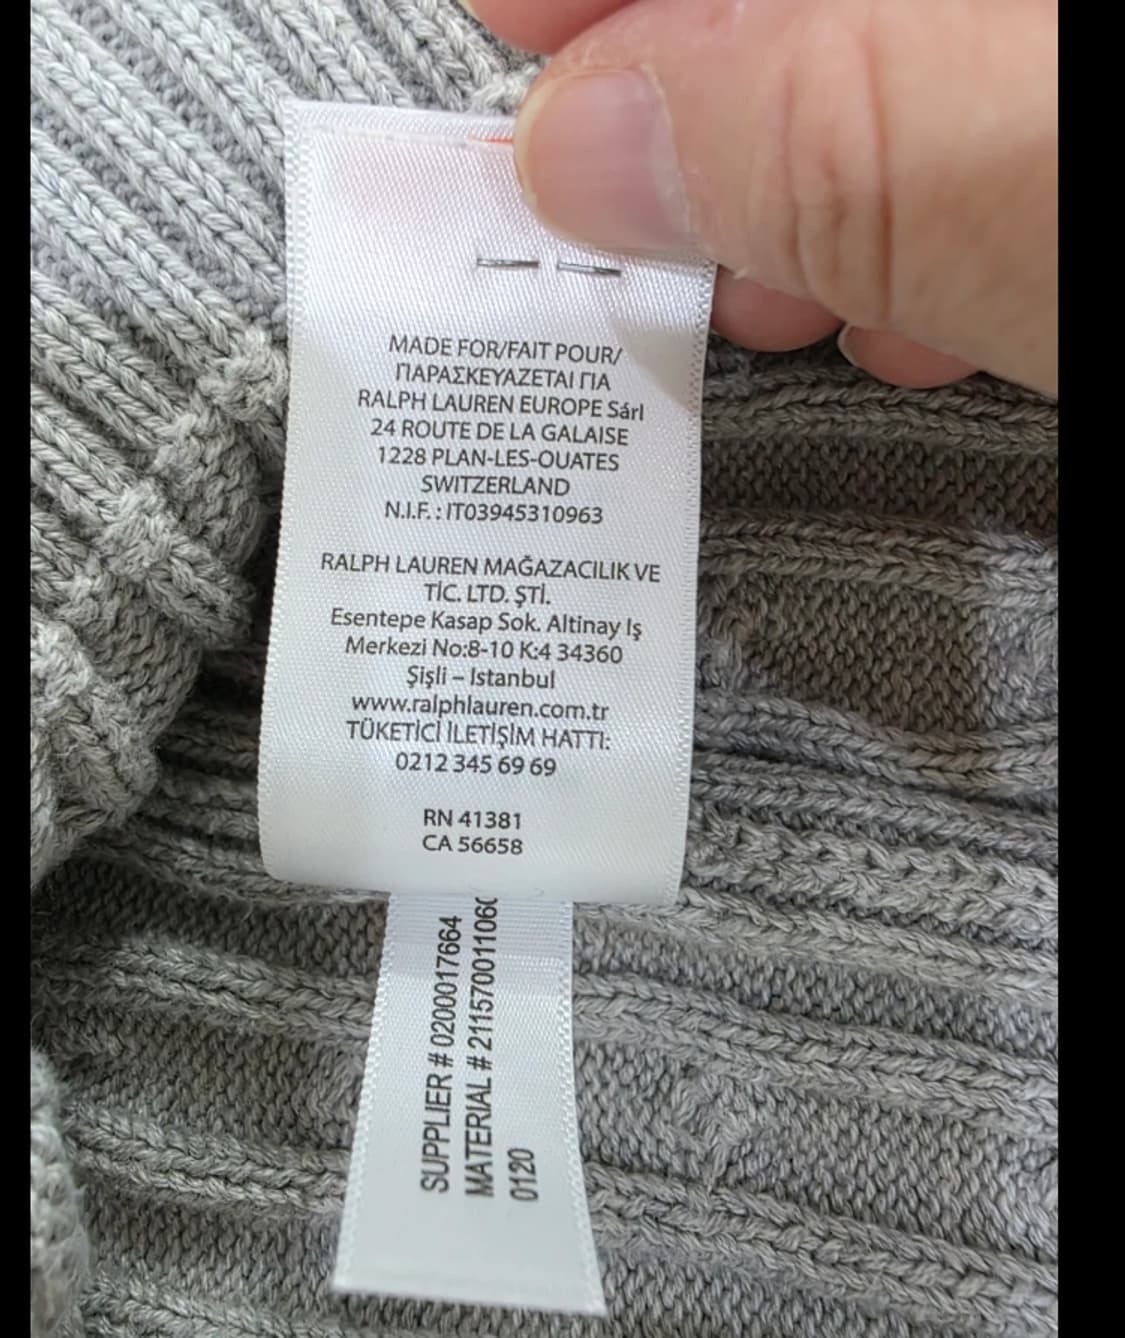 MADE FOR/FAIT POUR/
ΠΑΡΑΣΚΕΥΑΖΕΤΑΙ ΓΙΑ
RALPH LAUREN EUROPE Sárl
24 ROUTE DE LA GALAISE
1228 PLAN-LES-OUATES
SWITZERLAND
N.I.F. : IT03945310963
RALPH LAUREN MAĞAZACILIK VE
TİC. LTD. ŞTİ.
Esentepe Kasap Sok. Altinay Iş
Merkezi No:8-10 K:4 34360
Şişli – Istanbul
www.ralphlauren.com.tr
TÜKETİCİ İLETİŞİM HATTI:
0212 345 69 69
RN 41381
CA 56658
SUPPLIER # 0200017664
MATERIAL #
0120